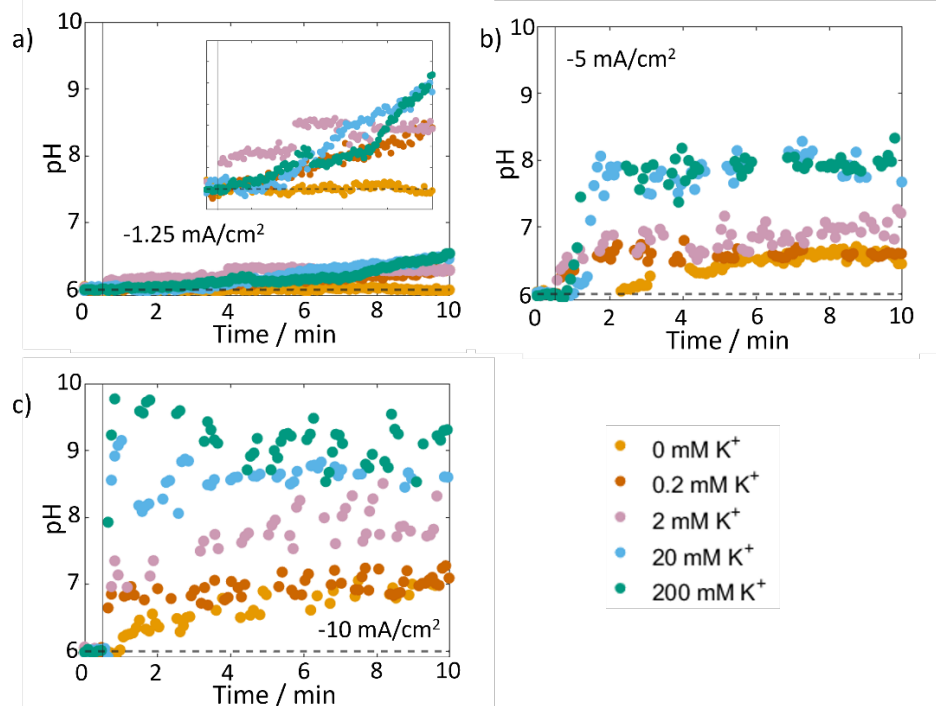 a)
10
9
8
7
6
pH
-1.25 mA/cm²
0
2
4
6
8
10
Time / min
b)
10
9
8
7
6
pH
-5 mA/cm²
0
2
4
6
8
10
Time / min
c)
10
9
8
7
6
pH
-10 mA/cm²
0
2
4
6
8
10
Time / min
0 mM K⁺
0.2 mM K⁺
2 mM K⁺
20 mM K⁺
200 mM K⁺